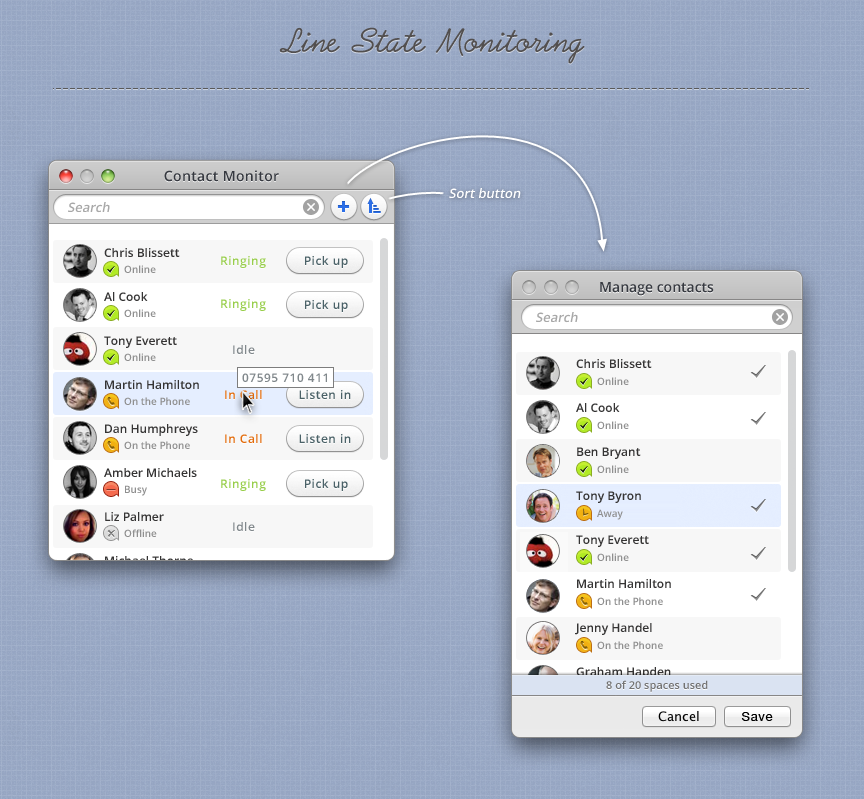 Line State Monitoring
Contact Monitor
Search
Sort button
Chris Blissett
Online
Ringing
Pick up
Al Cook
Online
Ringing
Pick up
Tony Everett
Online
Idle
07595 710 411
Martin Hamilton
On the Phone
In Call
Listen in
Dan Humphreys
On the Phone
In Call
Listen in
Amber Michaels
Busy
Ringing
Pick up
Liz Palmer
Offline
Idle
Michael Thorpe
Manage contacts
Search
Chris Blissett
Online
Al Cook
Online
Ben Bryant
Online
Tony Byron
Away
Tony Everett
Online
Martin Hamilton
On the Phone
Jenny Handel
On the Phone
Graham Hapden
8 of 20 spaces used
Cancel
Save